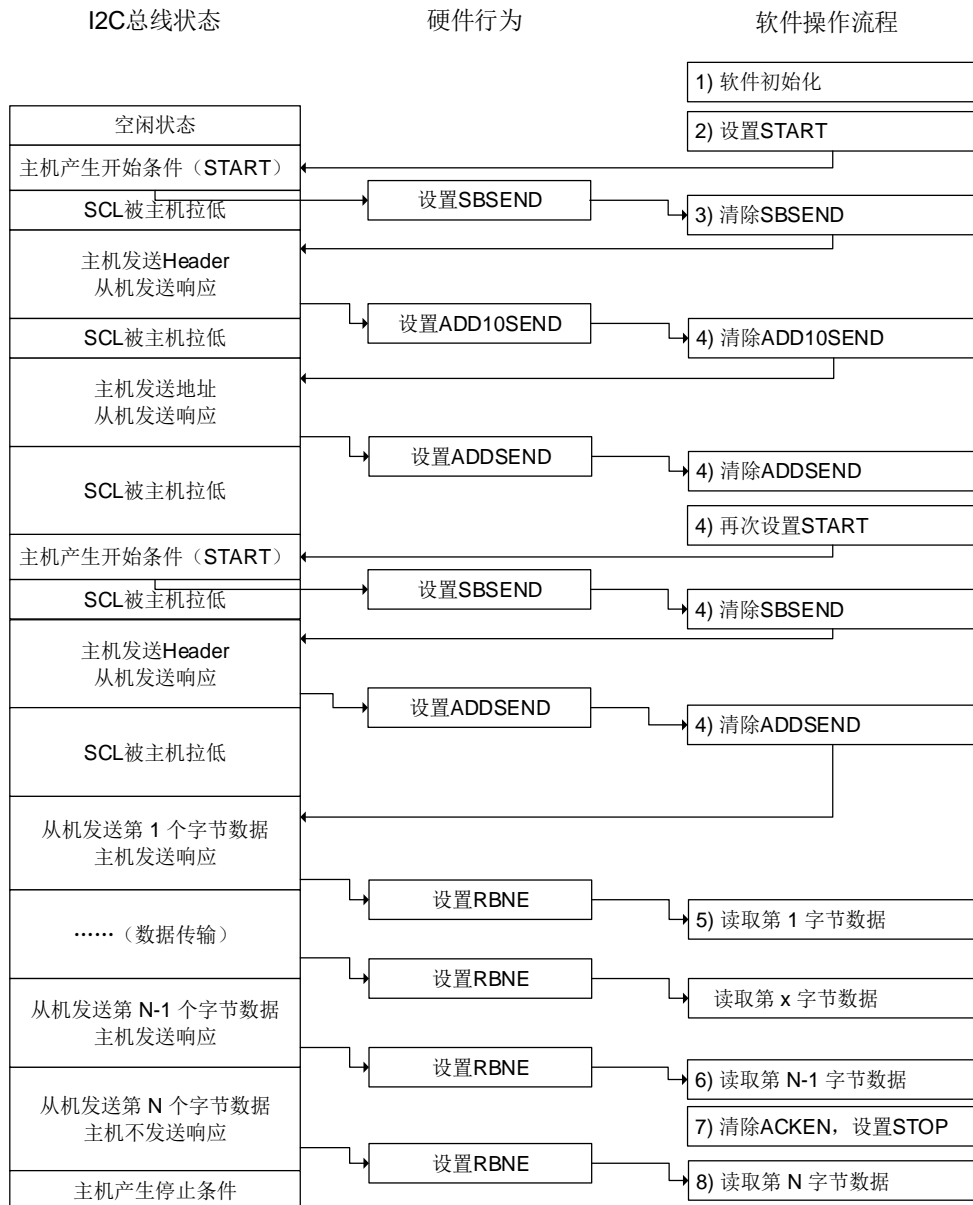 I2C总线状态
硬件行为
软件操作流程
1) 软件初始化
空闲状态
2) 设置START
主机产生开始条件（START）
设置SBSEND
SCL被主机拉低
3) 清除SBSEND
主机发送Header
从机发送响应
设置ADD10SEND
SCL被主机拉低
4) 清除ADD10SEND
主机发送地址
从机发送响应
设置ADDSEND
4) 清除ADDSEND
SCL被主机拉低
4) 再次设置START
主机产生开始条件（START）
设置SBSEND
SCL被主机拉低
4) 清除SBSEND
主机发送Header
从机发送响应
设置ADDSEND
4) 清除ADDSEND
SCL被主机拉低
从机发送第 1 个字节数据
主机发送响应
设置RBNE
5) 读取第 1 字节数据
……（数据传输）
设置RBNE
读取第 x 字节数据
从机发送第 N-1 个字节数据
主机发送响应
设置RBNE
6) 读取第 N-1 字节数据
从机发送第 N 个字节数据
主机不发送响应
7) 清除ACKEN，设置STOP
设置RBNE
8) 读取第 N 字节数据
主机产生停止条件